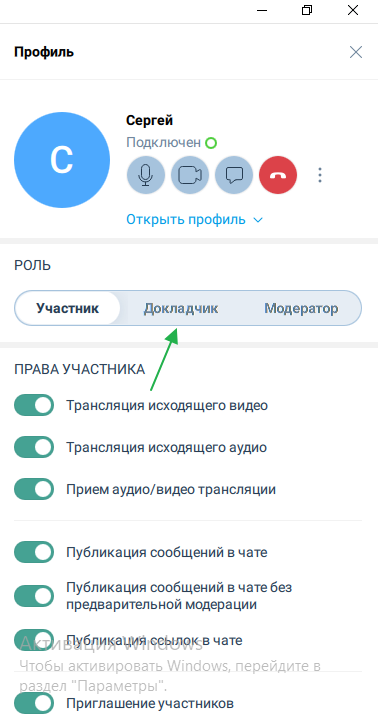 Профиль
С
Сергей
Подключен
Открыть профиль
РОЛЬ
Участник Докладчик Модератор
ПРАВА УЧАСТНИКА
Трансляция исходящего видео
Трансляция исходящего аудио
Прием аудио/видео трансляции
Публикация сообщений в чате
Публикация сообщений в чате без
предварительной модерации
Публикация ссылок в чате
Активация Windows
Чтобы активировать Windows, перейдите в
раздел "Параметры".
Приглашение участников